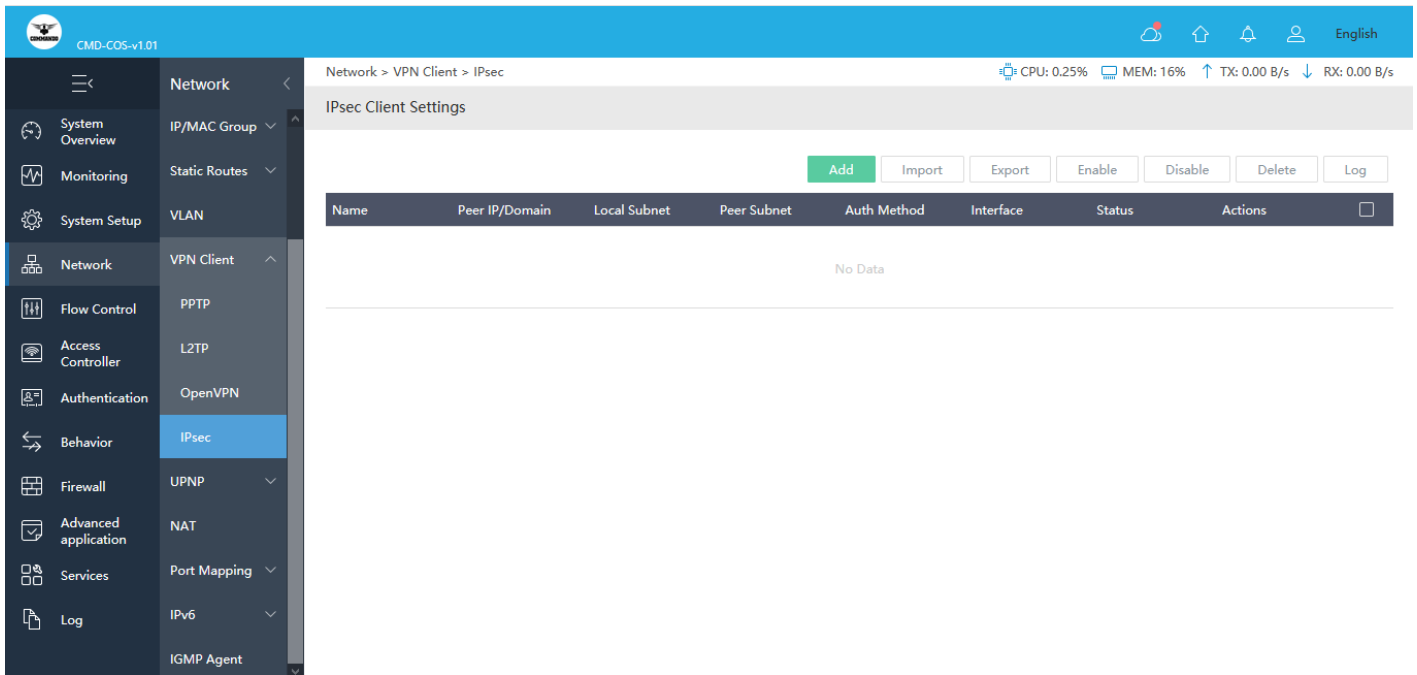 COMMANDO
CMD-COS-v1.01
English
Network
Network > VPN Client > IPsec
CPU: 0.25%
MEM: 16%
TX: 0.00 B/s
RX: 0.00 B/s
IPsec Client Settings
System
Overview
Monitoring
System Setup
Network
Flow Control
Access
Controller
Authentication
Behavior
Firewall
Advanced
application
Services
Log
IP/MAC Group
Static Routes
VLAN
VPN Client
PPTP
L2TP
OpenVPN
IPsec
UPNP
NAT
Port Mapping
IPv6
IGMP Agent
Add Import Export Enable Disable Delete Log
Name Peer IP/Domain Local Subnet Peer Subnet Auth Method Interface Status Actions
No Data